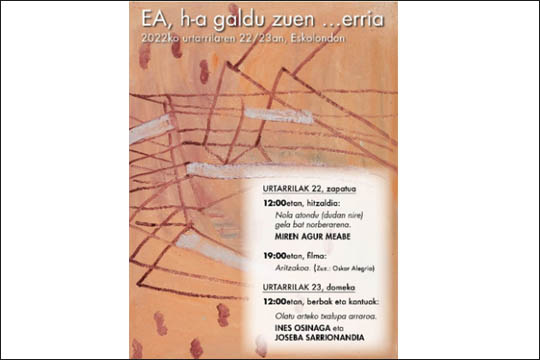 EA, h-a galdu zuen ...erria
2022ko urtarrilaren 22/23an, Eskolondon
URTARRILAK 22, zapatua
12:00etan, hitzaldia:
Nola atondu (dudan nire)
gela bat norberarena.
MIREN AGUR MEABE
19:00etan, filma:
Aritzakoa. (Zuz.: Oskar Alegria)
URTARRILAK 23, domeka
12:00etan, berbak eta kantuak:
Olatu arteko txalupa arraroa.
INES OSINAGA eta
JOSEBA SARRIONANDIA